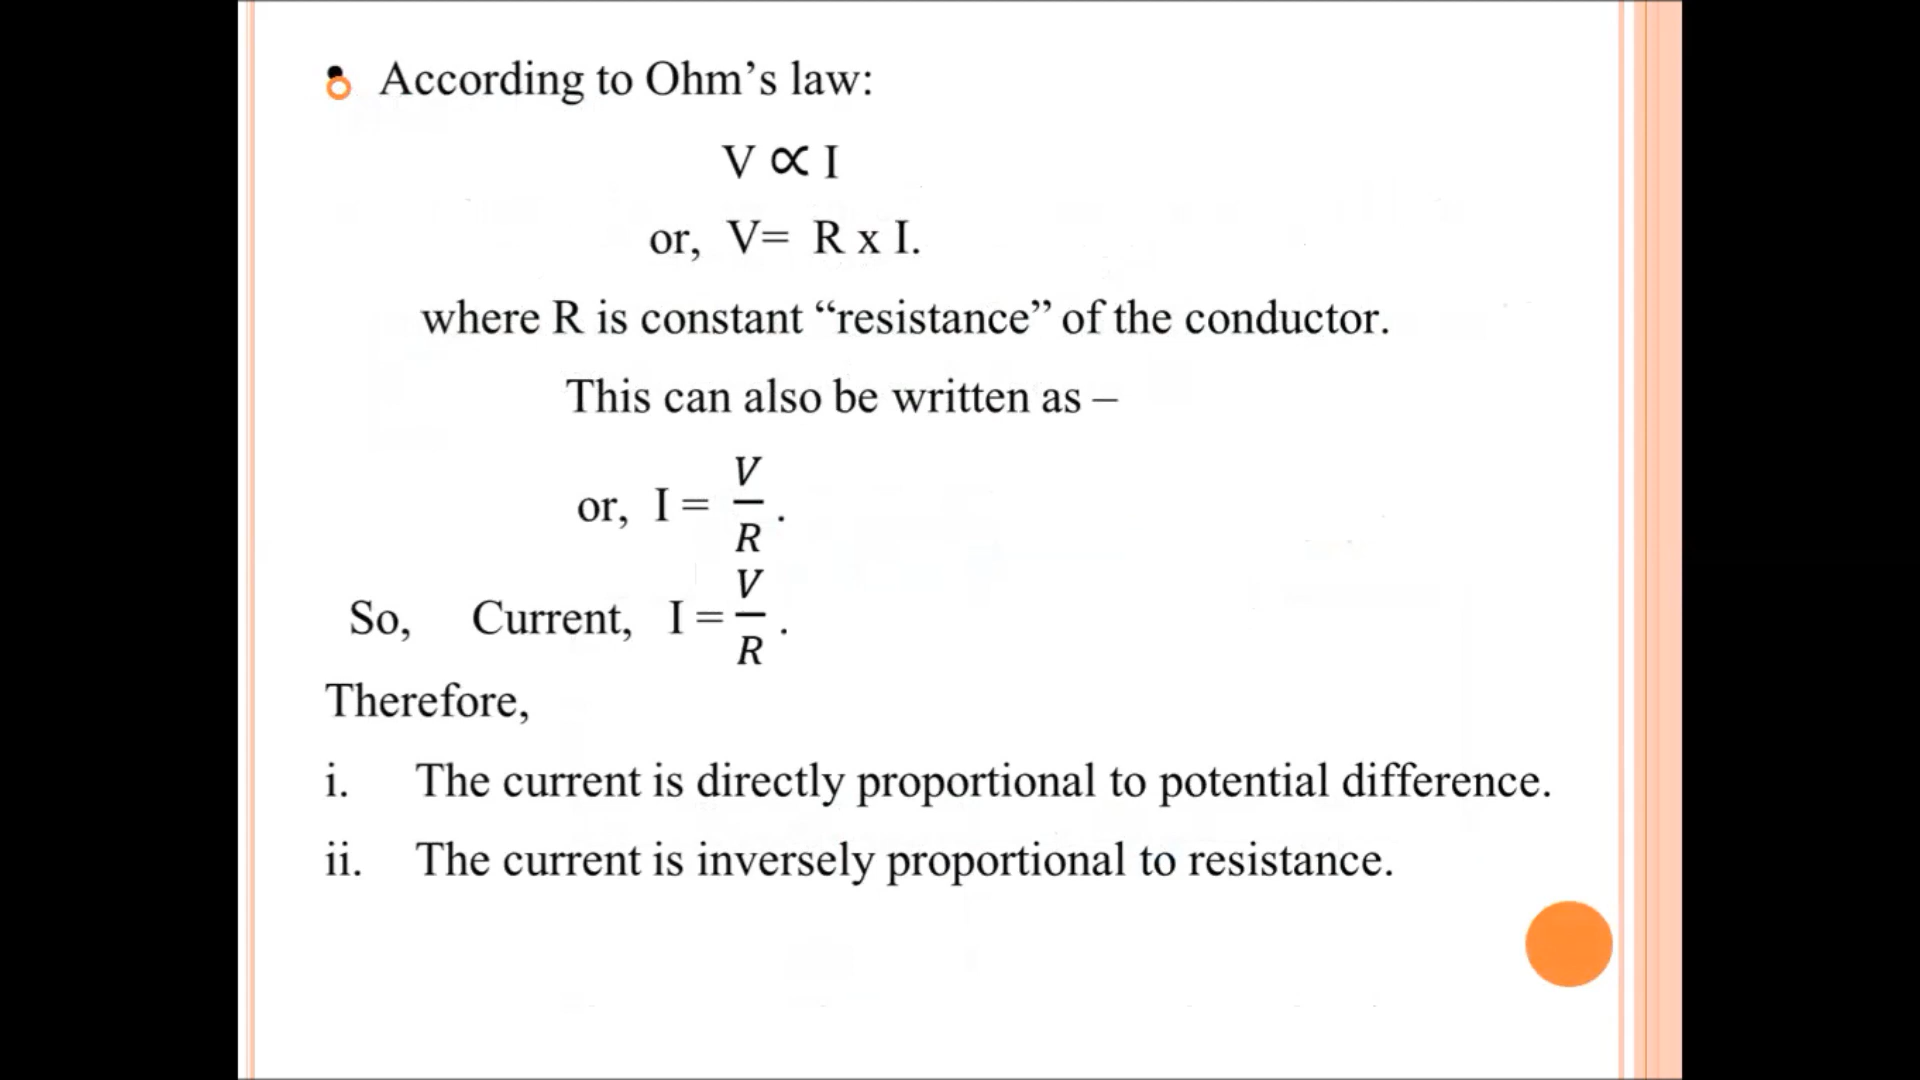 According to Ohm’s law:
V ∝ I
or, V= R x I.
where R is constant “resistance” of the conductor.
This can also be written as –
or, I = V/R .
So, Current, I = V/R .
Therefore,
i. The current is directly proportional to potential difference.
ii. The current is inversely proportional to resistance.